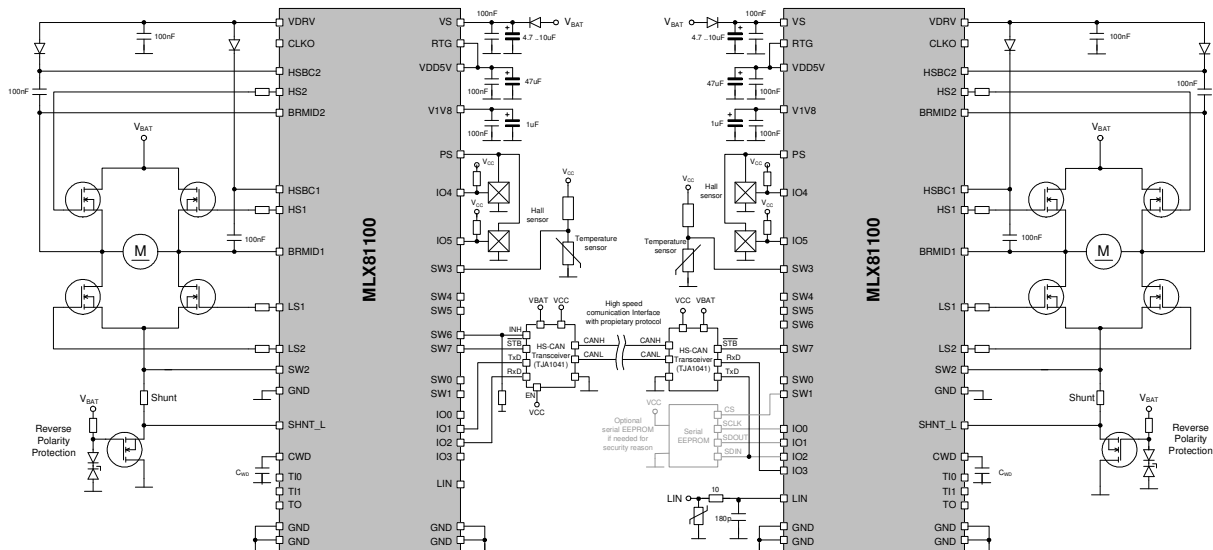 VDRV
CLKO
HSBC2
HS2
BRMID2
HSBC1
HS1
BRMID1
LS1
LS2
SW2
GND
SHNT_L
CWD
TI0
TI1
TO
GND
GND
100nF
100nF
100nF
VBAT
M
Shunt
VBAT
Reverse
Polarity
Protection
CWD
MLX81100
VS
RTG
VDD5V
V1V8
PS
IO4
IO5
SW3
SW4
SW5
SW6
SW7
SW0
SW1
IO0
IO1
IO2
IO3
LIN
GND
GND
100nF
4.7 ..10uF
VBAT
100nF
47uF
100nF
1uF
VCC
VCC
VCC
Hall
sensor
Temperature
sensor
VBAT VCC
INH
STB
TxD
RxD
EN
VCC
HS-CAN
Transceiver
(TJA1041)
CANH
CANL
High speed
comunication Interface
with propietary protocol
CANH
CANL
VCC VBAT
HS-CAN
Transceiver
(TJA1041)
STB
RxD
TxD
Optional
serial EEPROM
if needed for
security reason
VCC
Serial
EEPROM
CS
SCLK
SDOUT
SDIN
LIN
10
180p
VBAT
100nF
4.7 ..10uF
47uF
100nF
1uF
100nF
VCC
VCC
VCC
Hall
sensor
Temperature
sensor
VS
RTG
VDD5V
V1V8
PS
IO4
IO5
SW3
SW4
SW5
SW6
SW7
SW0
SW1
IO0
IO1
IO2
IO3
LIN
GND
GND
MLX81100
VDRV
CLKO
HSBC2
HS2
BRMID2
HSBC1
HS1
BRMID1
LS1
LS2
SW2
GND
SHNT_L
CWD
TI0
TI1
TO
GND
GND
100nF
100nF
100nF
VBAT
M
Shunt
VBAT
Reverse
Polarity
Protection
CWD